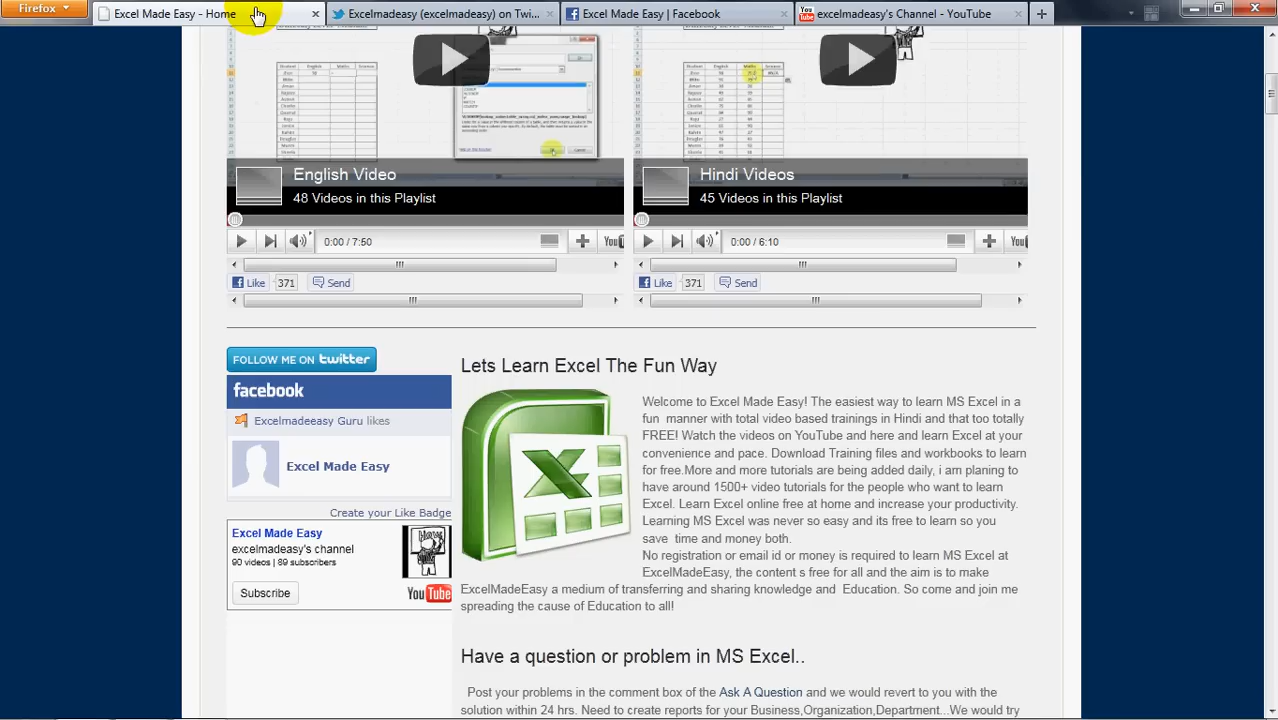 Firefox
Excel Made Easy - Home
Excelmadeasy (excelmadeasy) on Twi...
Excel Made Easy | Facebook
excelmadeasy's Channel - YouTube
English Video
48 Videos in this Playlist
0:00 / 7:50
You
Like 371 Send
Hindi Videos
45 Videos in this Playlist
0:00 / 6:10
You
Like 371 Send
FOLLOW ME ON twitter
facebook
Excelmadeeasy Guru likes
Excel Made Easy
Create your Like Badge
Excel Made Easy
excelmadeasy's channel
90 videos | 89 subscribers
Subscribe
YouTube
Lets Learn Excel The Fun Way
Welcome to Excel Made Easy! The easiest way to learn MS Excel in a
fun manner with total video based trainings in Hindi and that too totally
FREE! Watch the videos on YouTube and here and learn Excel at your
convenience and pace. Download Training files and workbooks to learn
for free.More and more tutorials are being added daily, i am planing to
have around 1500+ video tutorials for the people who want to learn
Excel. Learn Excel online free at home and increase your productivity.
Learning MS Excel was never so easy and its free to learn so you
save time and money both.
No registration or email id or money is required to learn MS Excel at
ExcelMadeEasy, the content s free for all and the aim is to make
ExcelMadeEasy a medium of transferring and sharing knowledge and Education. So come and join me
spreading the cause of Education to all!
Have a question or problem in MS Excel..
Post your problems in the comment box of the Ask A Question and we would revert to you with the
solution within 24 hrs. Need to create reports for your Business,Organization,Department...We would try